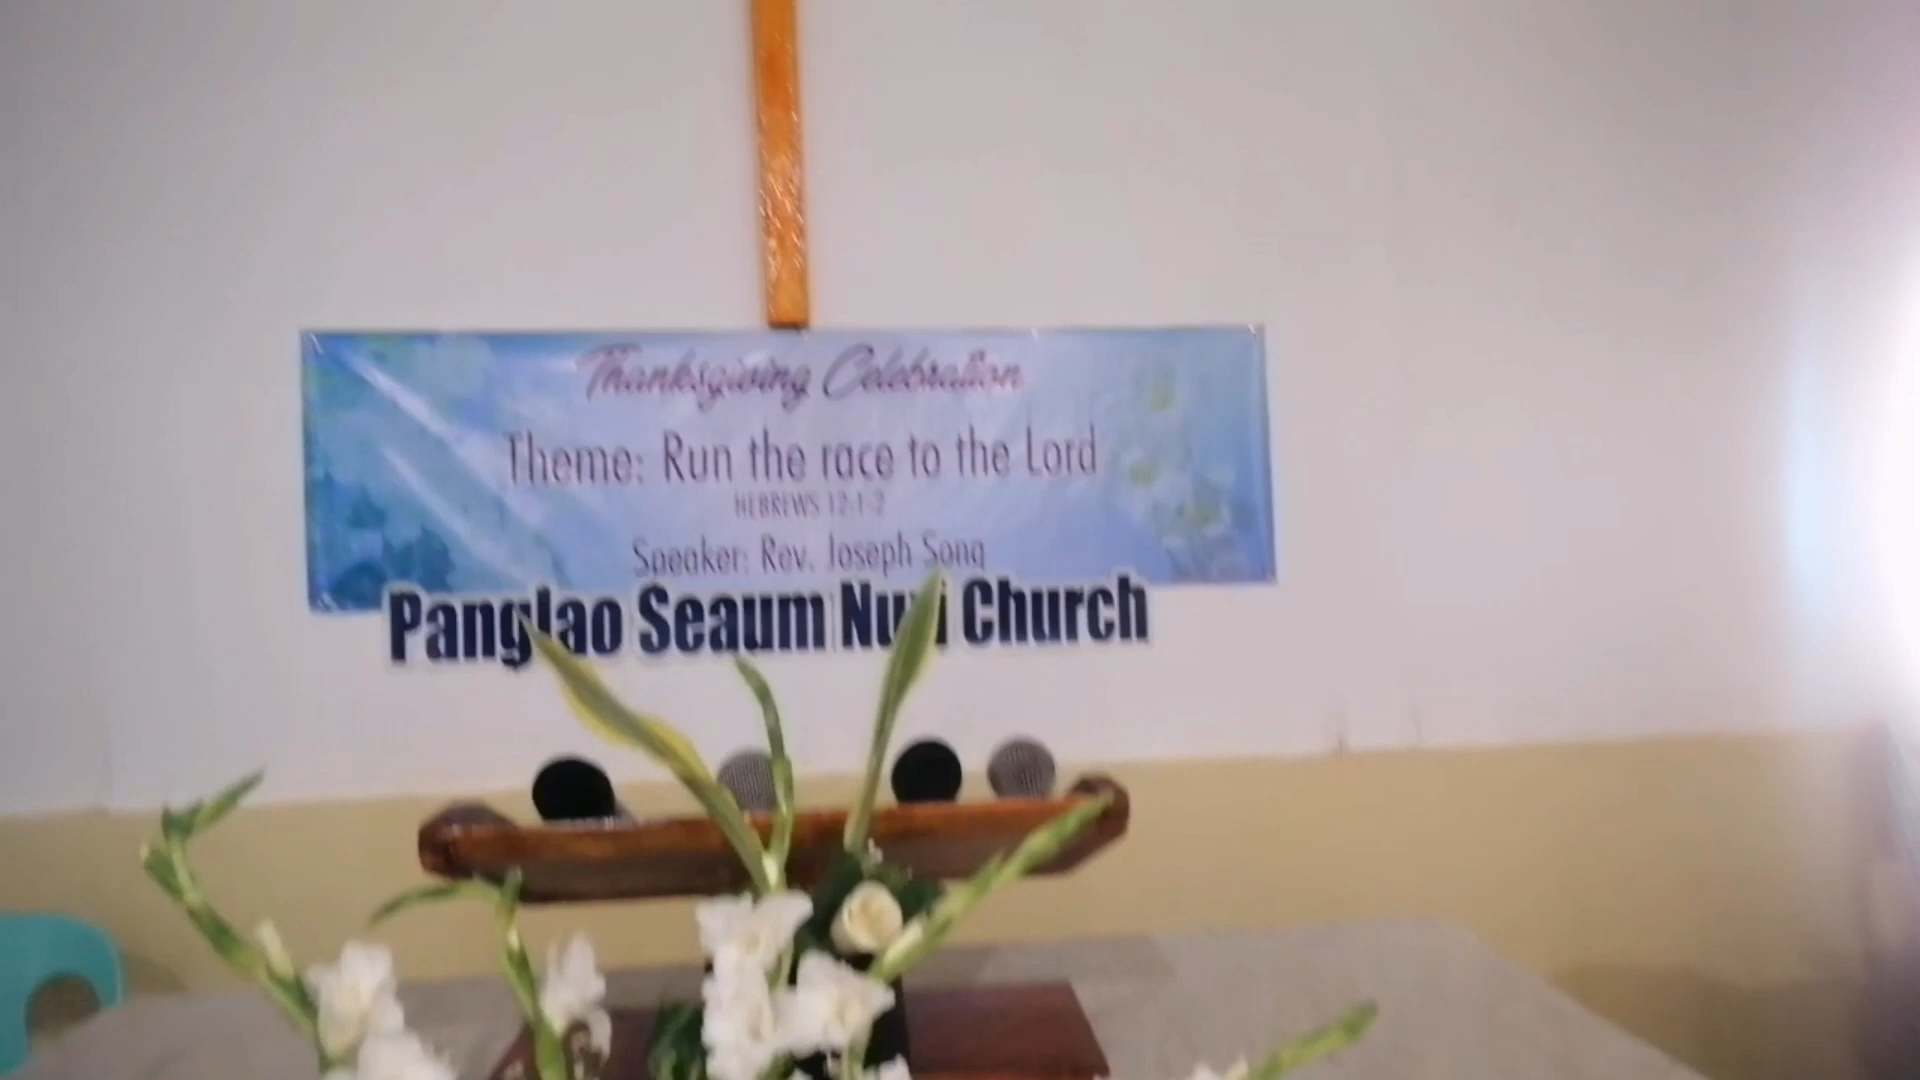 Thanksgiving Celebration
Theme: Run the race to the Lord
HEBREWS 12:1-2
Speaker: Rev. Joseph Song
Panglao Seaum Church